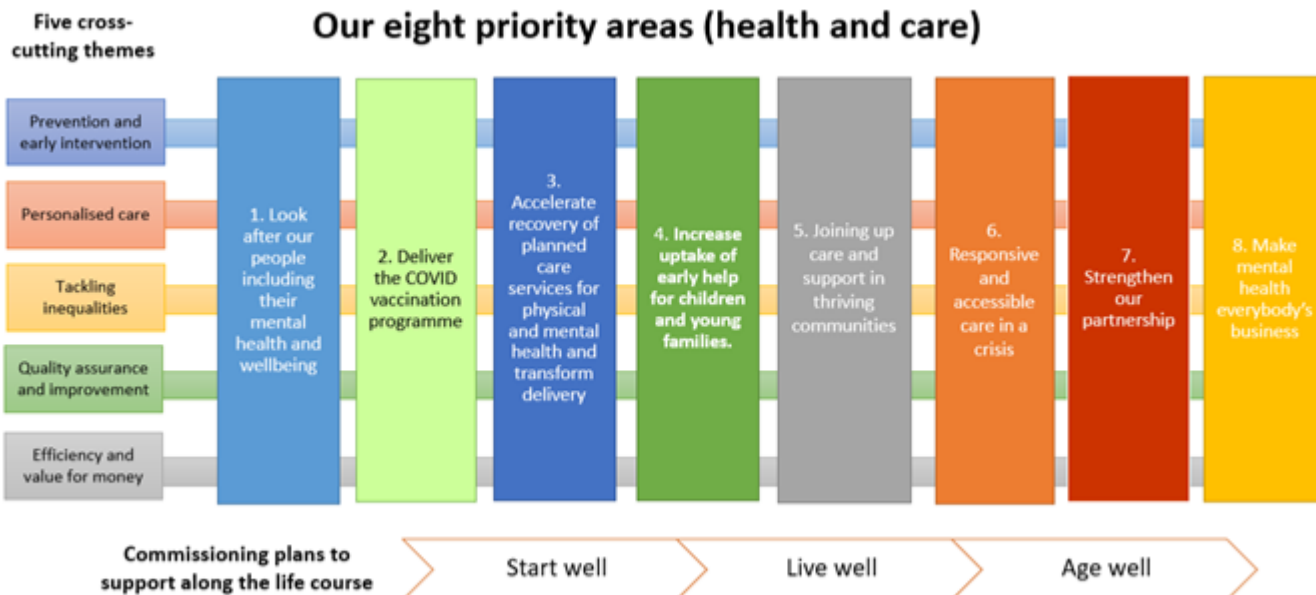 Five cross-
cutting themes
Our eight priority areas (health and care)
Prevention and
early intervention
Personalised care
Tackling
inequalities
Quality assurance
and improvement
Efficiency and
value for money
1. Look
after our
people
including
their
mental
health and
wellbeing
2. Deliver
the COVID
vaccination
programme
3.
Accelerate
recovery of
planned
care
services for
physical
and mental
health and
transform
delivery
4. Increase
uptake of
early help
for children
and young
families.
5. Joining up
care and
support in
thriving
communities
6.
Responsive
and
accessible
care in a
crisis
7.
Strengthen
our
partnership
8. Make
mental
health
everybody's
business
Commissioning plans to
support along the life course
Start well
Live well
Age well